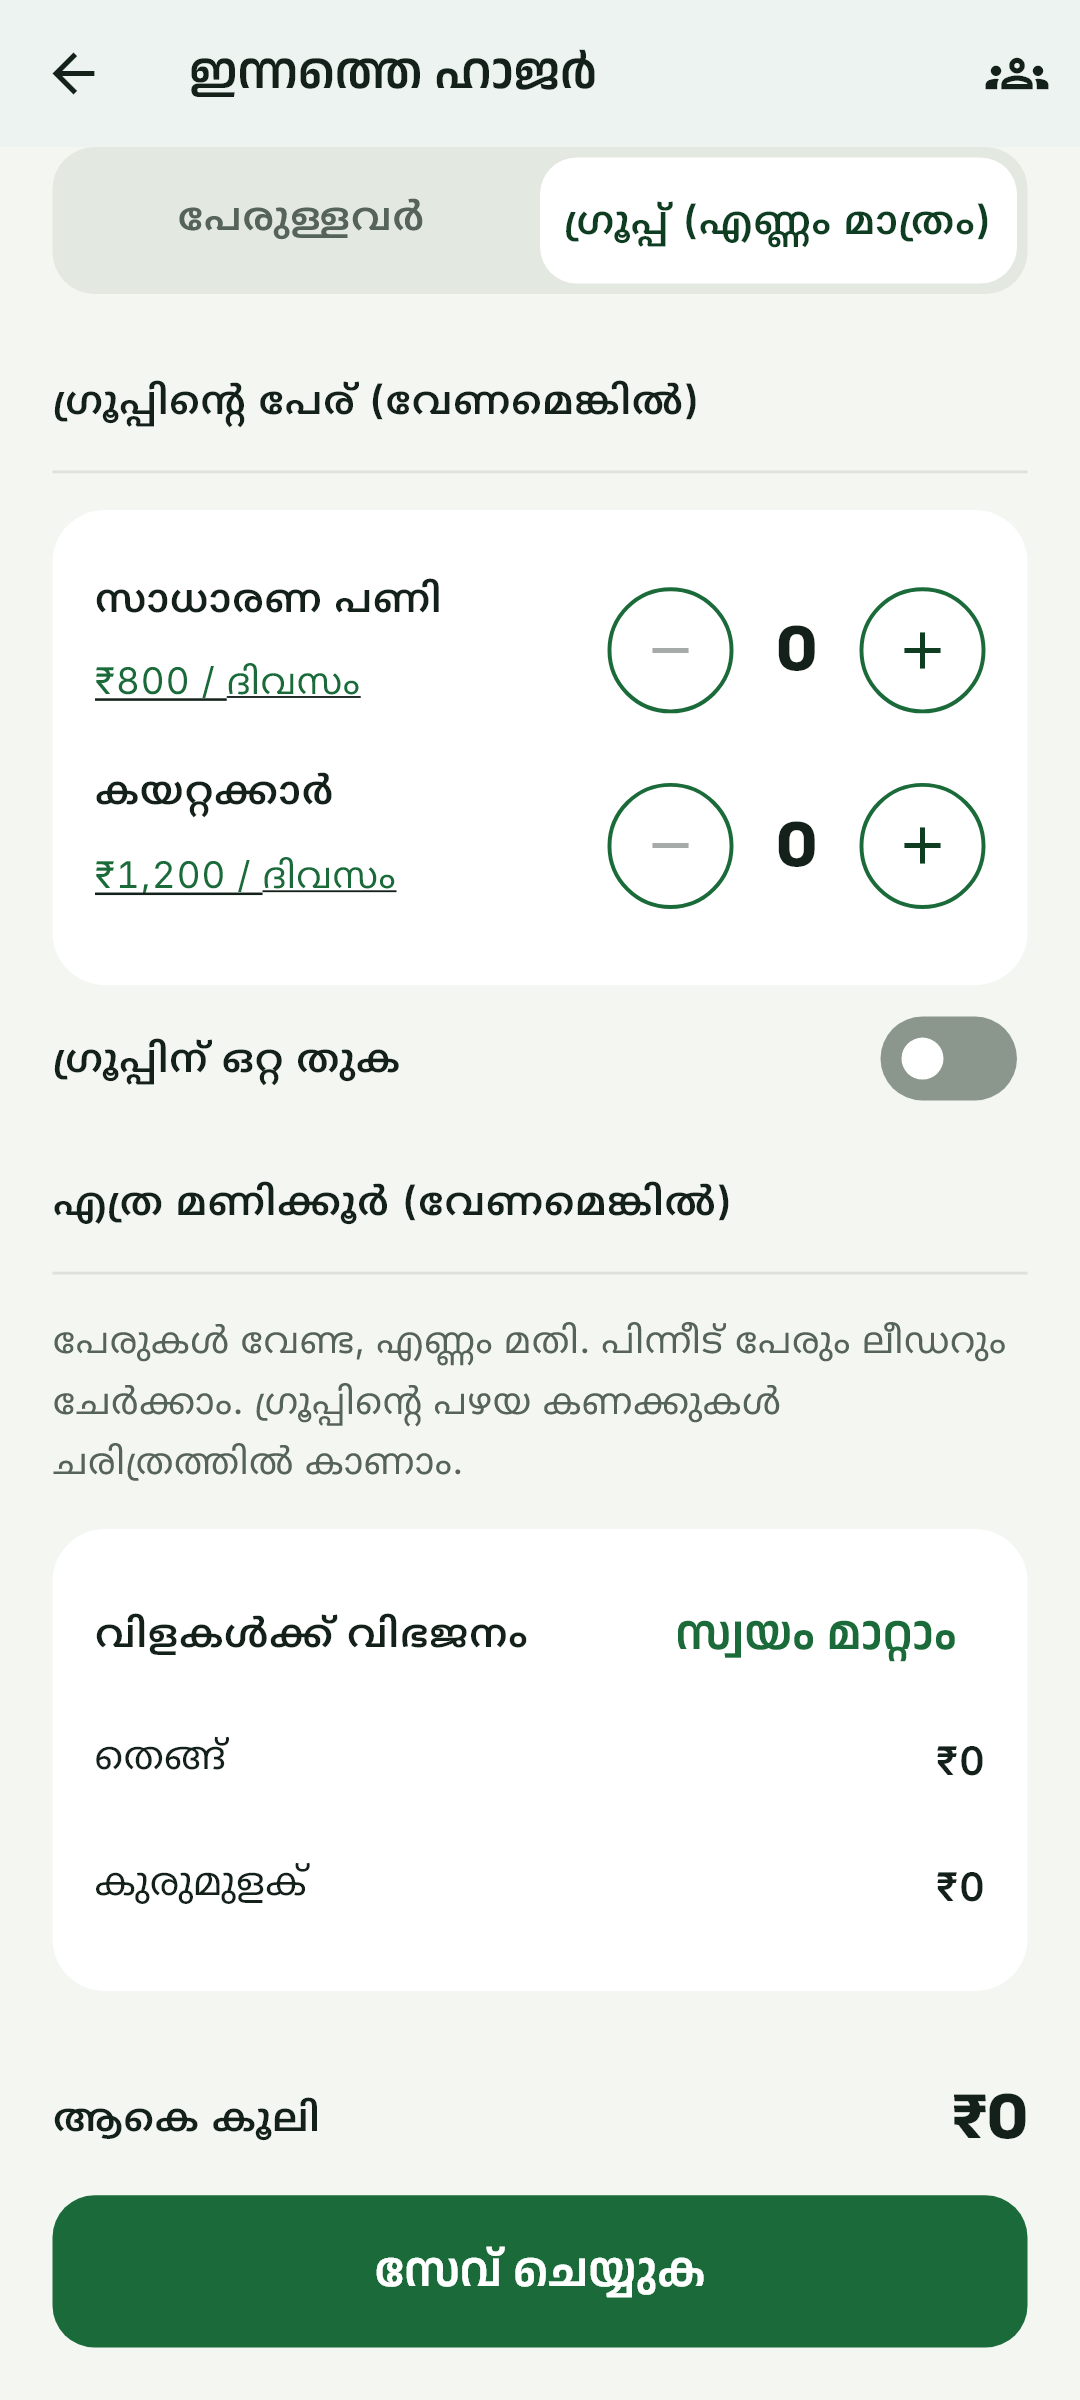 ഇന്നത്തെ ഹാജർ
പേരുള്ളവർ
ഗ്രൂപ്പ് (എണ്ണം മാത്രം)
ഗ്രൂപ്പിന്റെ പേര് (വേണമെങ്കിൽ)
സാധാരണ പണി
₹800 / ദിവസം
0
കയറ്റക്കാർ
₹1,200 / ദിവസം
0
ഗ്രൂപ്പിന് ഒറ്റ തുക
എത്ര മണിക്കൂർ (വേണമെങ്കിൽ)
പേരുകൾ വേണ്ട, എണ്ണം മതി. പിന്നീട് പേരും ലീഡറും
ചേർക്കാം. ഗ്രൂപ്പിന്റെ പഴയ കണക്കുകൾ
ചരിത്രത്തിൽ കാണാം.
വിളകൾക്ക് വിഭജനം
സ്വയം മാറ്റാം
തെങ്ങ് ₹0
കുരുമുളക് ₹0
ആകെ കൂലി ₹0
സേവ് ചെയ്യുക